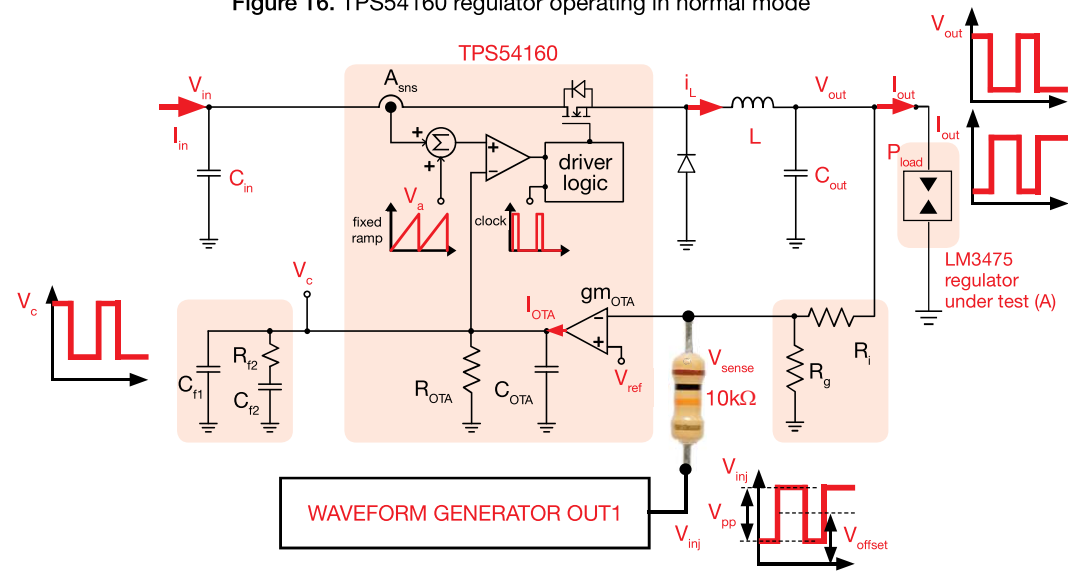 Figure 16. TPS54160 regulator operating in normal mode
TPS54160
Vin
Iin
Cin
Asns
+
Σ
+
Va
fixed
ramp
+
−
clock
driver
logic
iL
L
Vout
Cout
Iout
Vout
Iout
Pload
LM3475
regulator
under test (A)
Vc
Vc
Cf1
Rf2
Cf2
ROTA
COTA
IOTA
gmOTA
−
+
Vref
Vsense
10kΩ
Rg
Ri
WAVEFORM GENERATOR OUT1
Vinj
Vinj
Vpp
Voffset